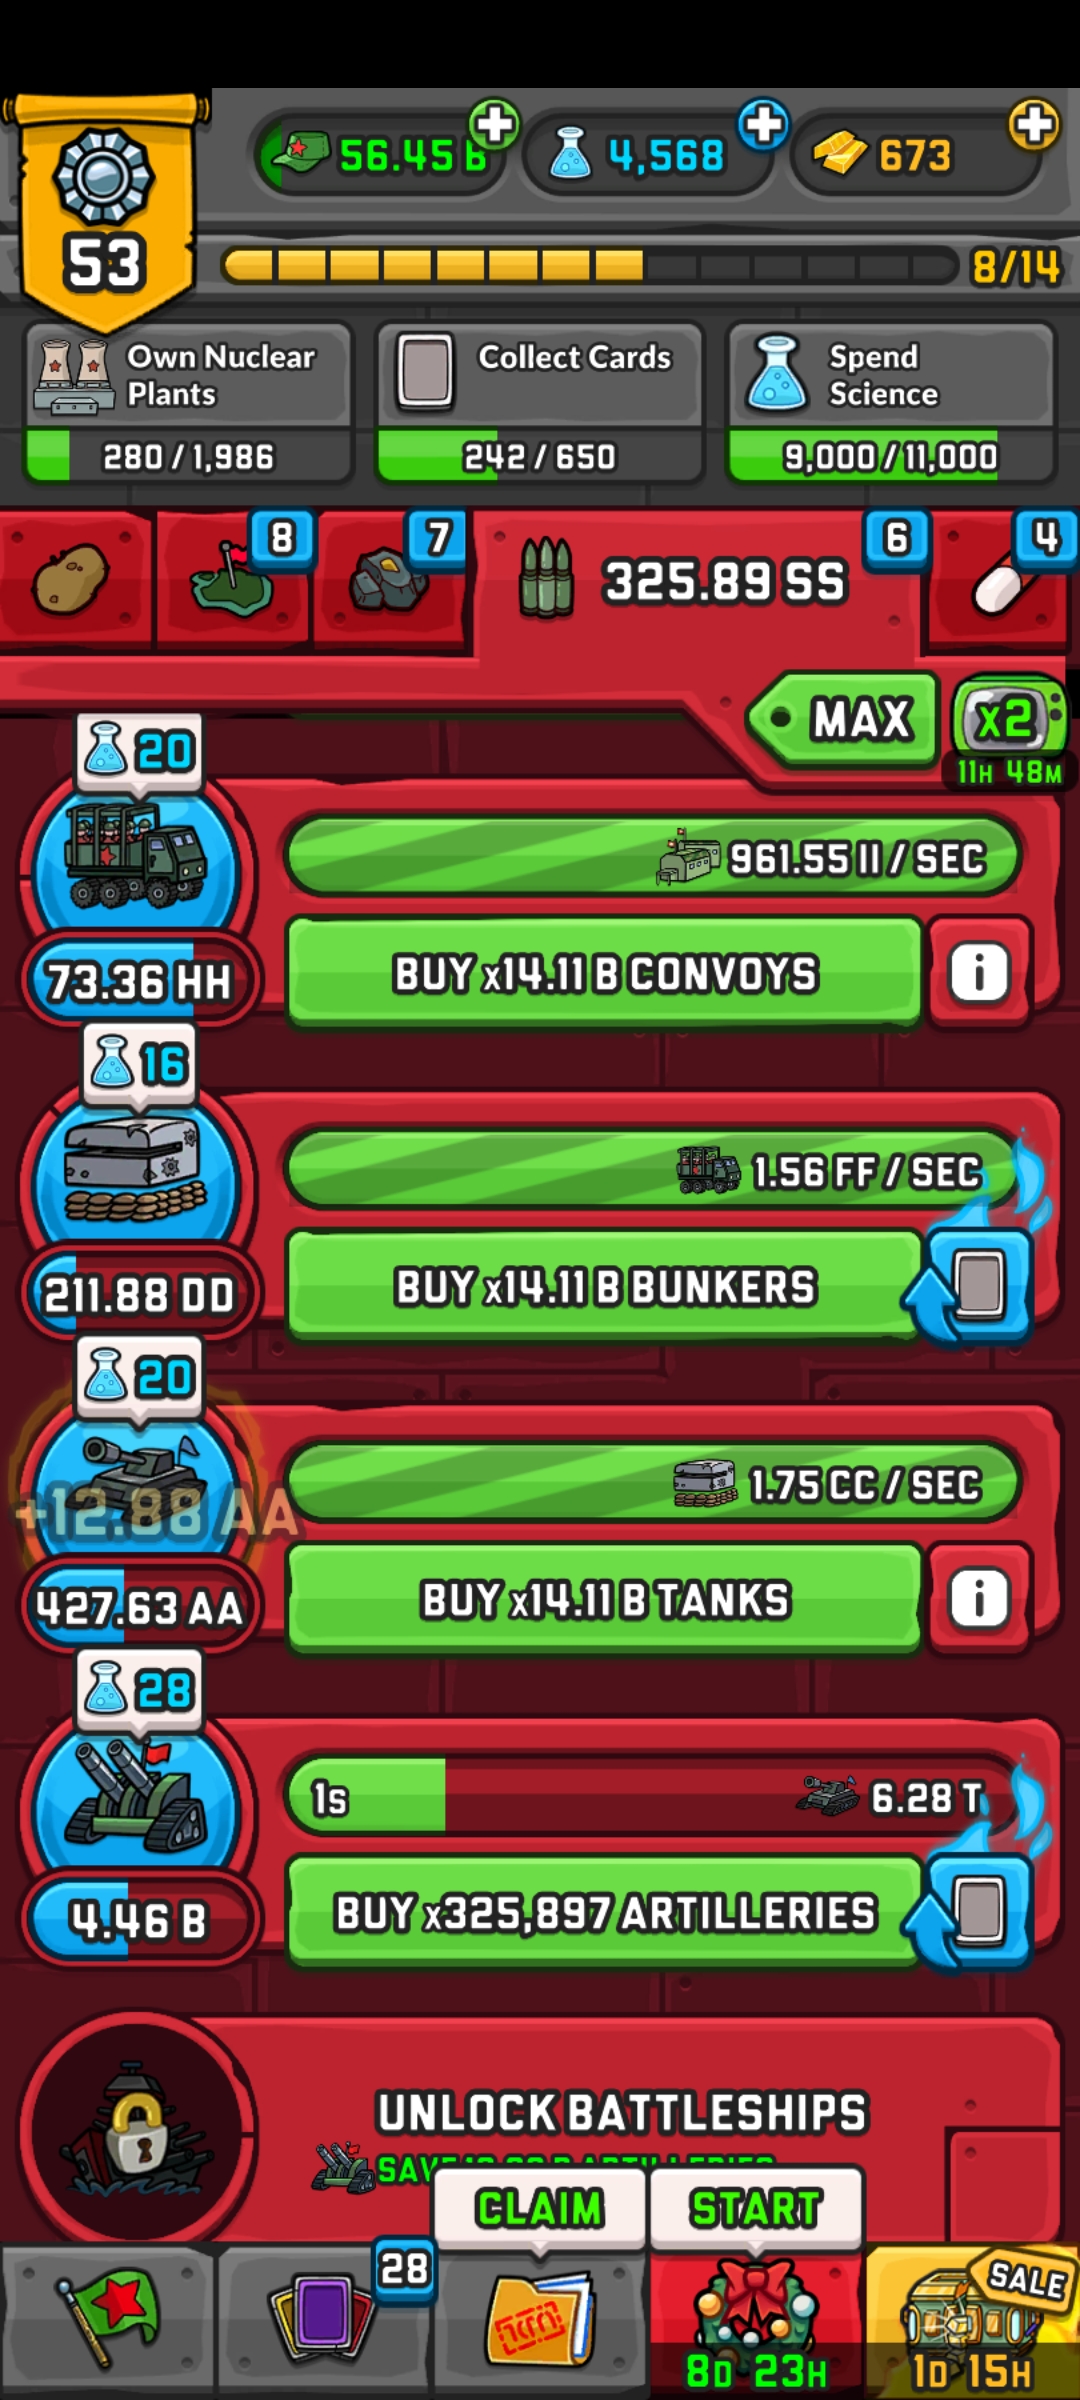 56.45 B
4,568
673
53
8/14
Own Nuclear Plants
280 / 1,986
Collect Cards
242 / 650
Spend Science
9,000 / 11,000
8
7
325.89 SS
6
4
MAX
x2
11H 48M
20
961.55 II / SEC
73.36 HH
BUY x14.11 B CONVOYS
i
16
1.56 FF / SEC
211.88 DD
BUY x14.11 B BUNKERS
20
+12.88 AA
1.75 CC / SEC
427.63 AA
BUY x14.11 B TANKS
i
28
1s
6.28 T
4.46 B
BUY x325,897 ARTILLERIES
UNLOCK BATTLESHIPS
CLAIM
START
28
SALE
8D 23H
1D 15H